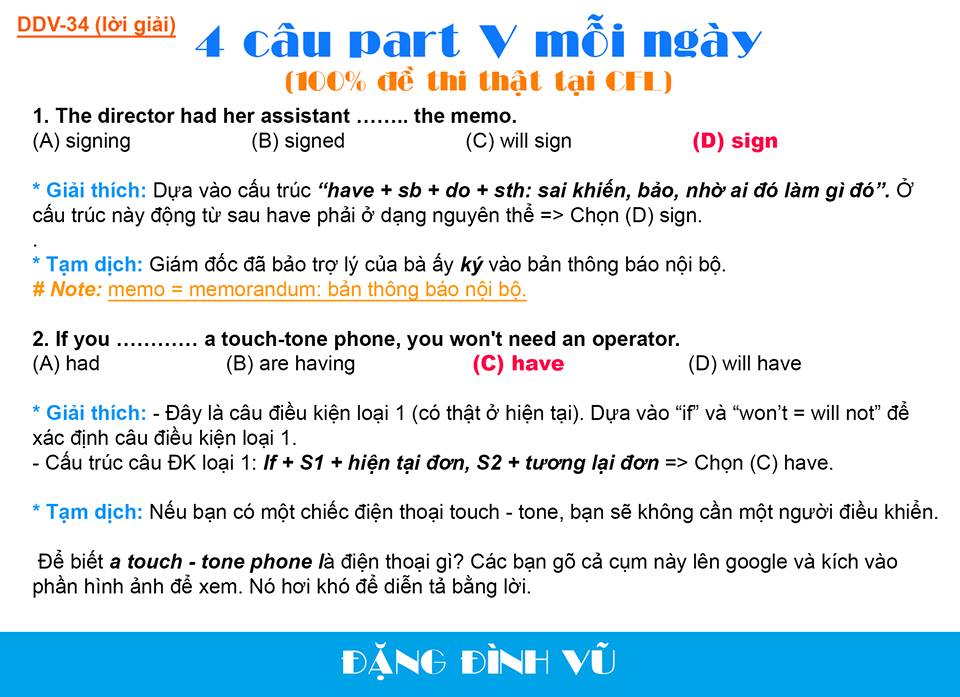 DDV-34 (lời giải)
4 câu part V mỗi ngày
(100% đề thi thật tại CFL)
1. The director had her assistant …….. the memo.
(A) signing (B) signed (C) will sign (D) sign
* Giải thích: Dựa vào cấu trúc “have + sb + do + sth: sai khiến, bảo, nhờ ai đó làm gì đó”. Ở
cấu trúc này động từ sau have phải ở dạng nguyên thể => Chọn (D) sign.
.
* Tạm dịch: Giám đốc đã bảo trợ lý của bà ấy ký vào bản thông báo nội bộ.
# Note: memo = memorandum: bản thông báo nội bộ.
2. If you ………… a touch-tone phone, you won't need an operator.
(A) had (B) are having (C) have (D) will have
* Giải thích: - Đây là câu điều kiện loại 1 (có thật ở hiện tại). Dựa vào “if” và “won’t = will not” để
xác định câu điều kiện loại 1.
- Cấu trúc câu ĐK loại 1: If + S1 + hiện tại đơn, S2 + tương lại đơn => Chọn (C) have.
* Tạm dịch: Nếu bạn có một chiếc điện thoại touch - tone, bạn sẽ không cần một người điều khiển.
Để biết a touch - tone phone là điện thoại gì? Các bạn gõ cả cụm này lên google và kích vào
phần hình ảnh để xem. Nó hơi khó để diễn tả bằng lời.
ĐẶNG ĐÌNH VŨ